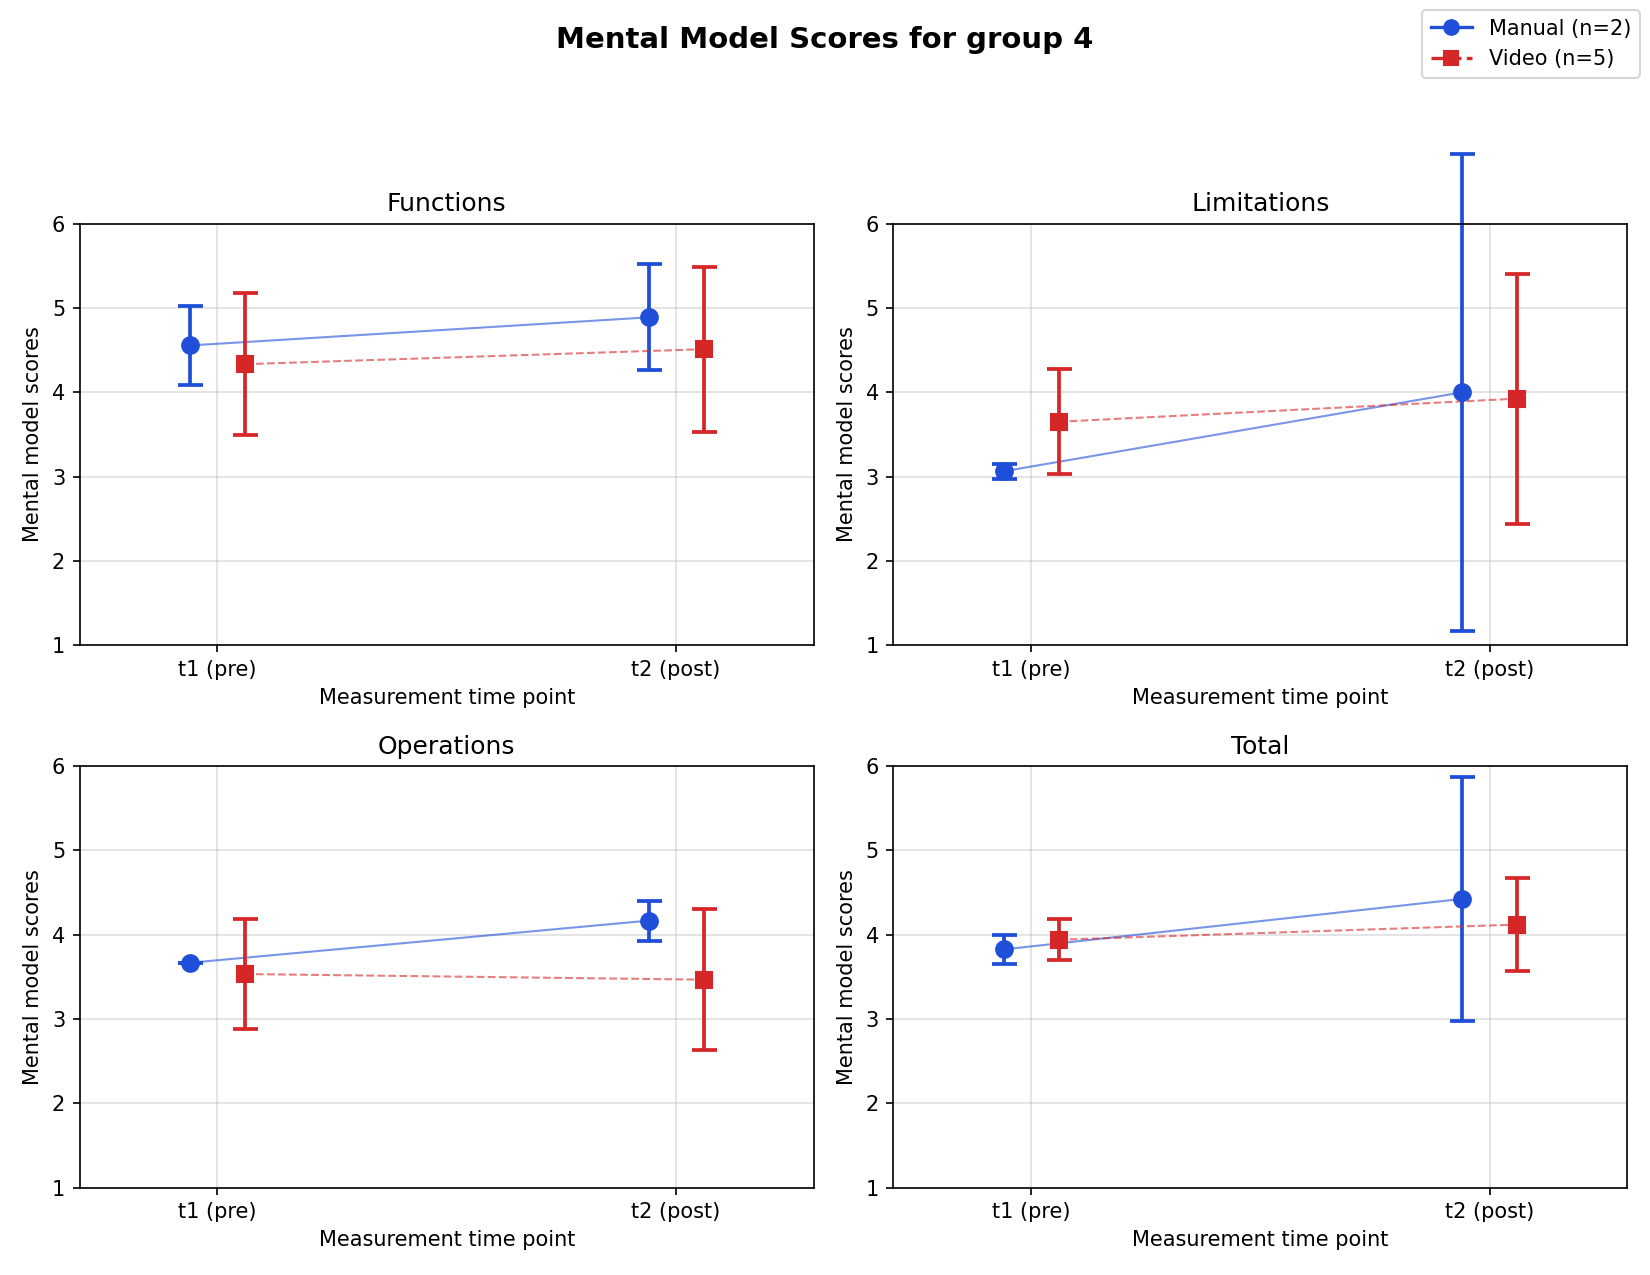 Mental Model Scores for group 4
Manual (n=2)
Video (n=5)
Functions
6
5
4
3
2
1
Mental model scores
t1 (pre)
t2 (post)
Measurement time point
Limitations
6
5
4
3
2
1
Mental model scores
t1 (pre)
t2 (post)
Measurement time point
Operations
6
5
4
3
2
1
Mental model scores
t1 (pre)
t2 (post)
Measurement time point
Total
6
5
4
3
2
1
Mental model scores
t1 (pre)
t2 (post)
Measurement time point